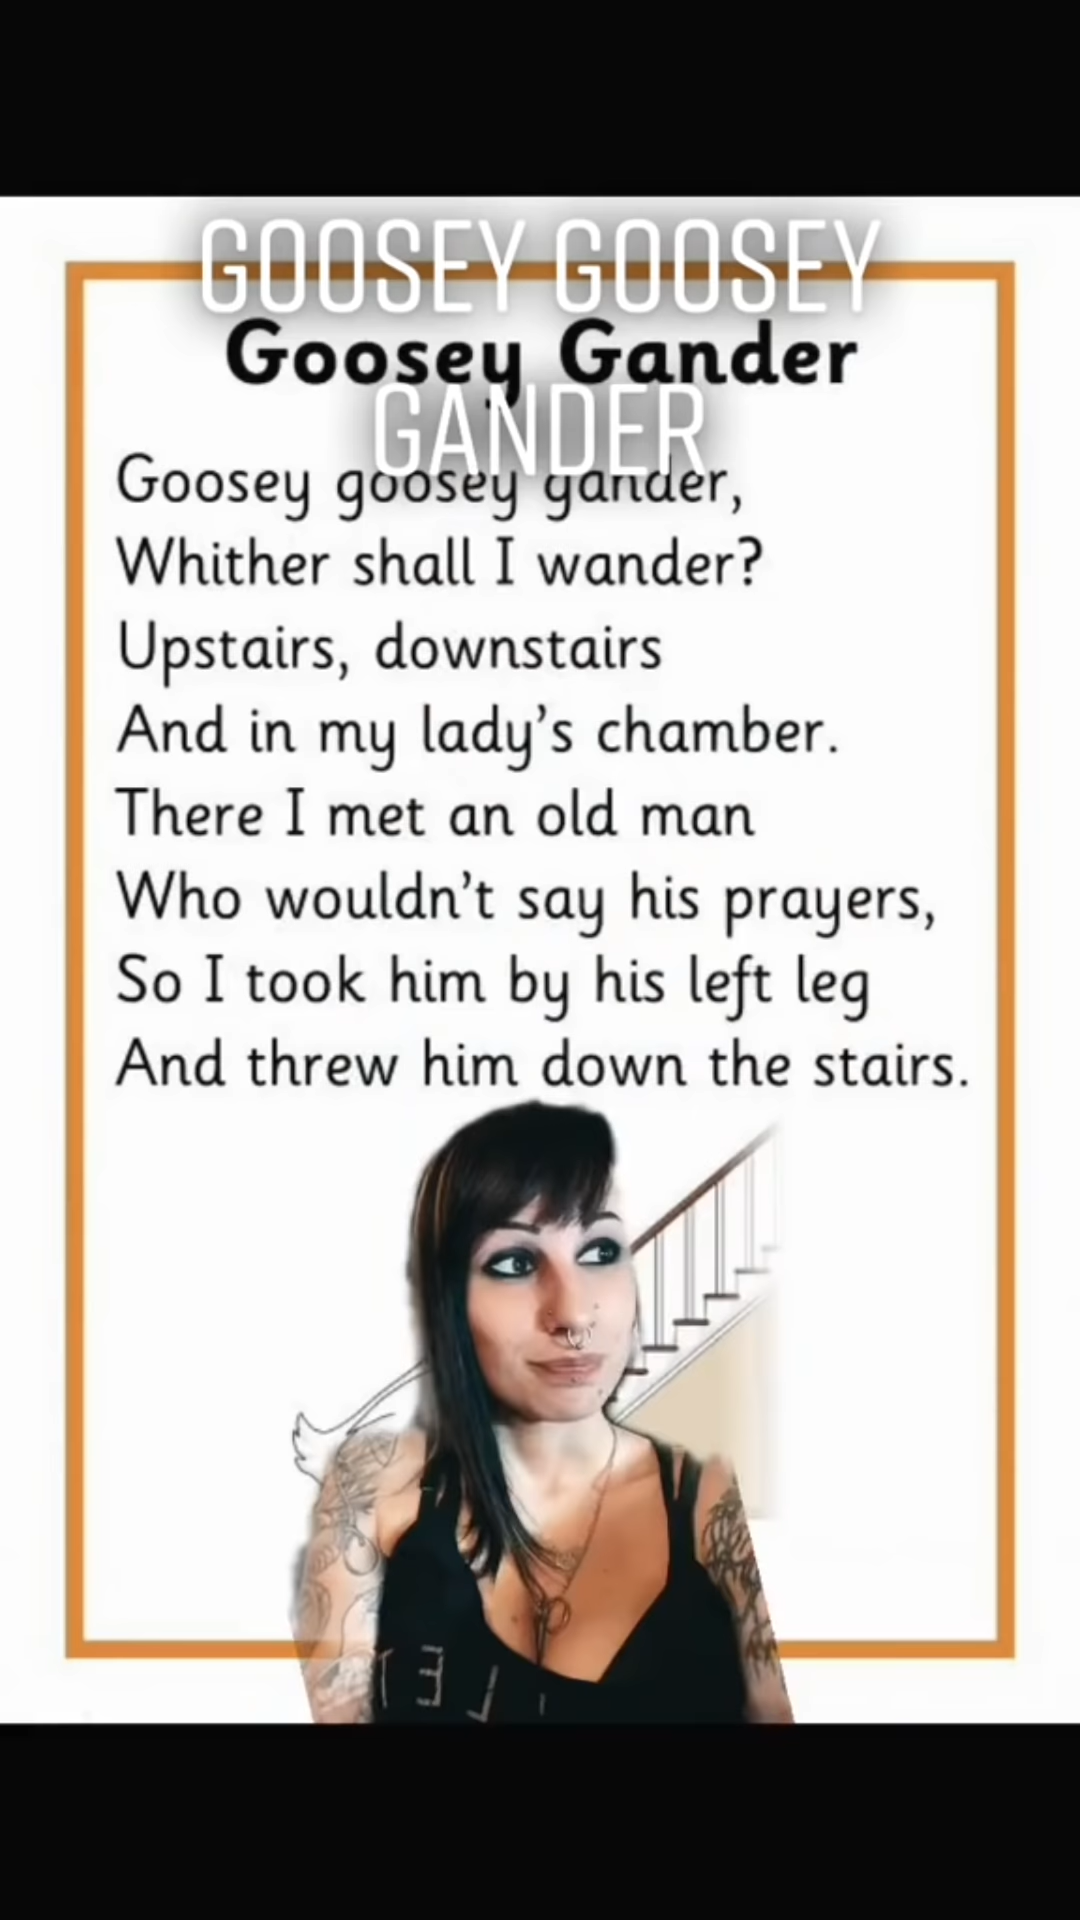 GOOSEY GOOSEY
GANDER
Goosey Gander
Goosey goosey gander,
Whither shall I wander?
Upstairs, downstairs
And in my lady's chamber.
There I met an old man
Who wouldn't say his prayers,
So I took him by his left leg
And threw him down the stairs.